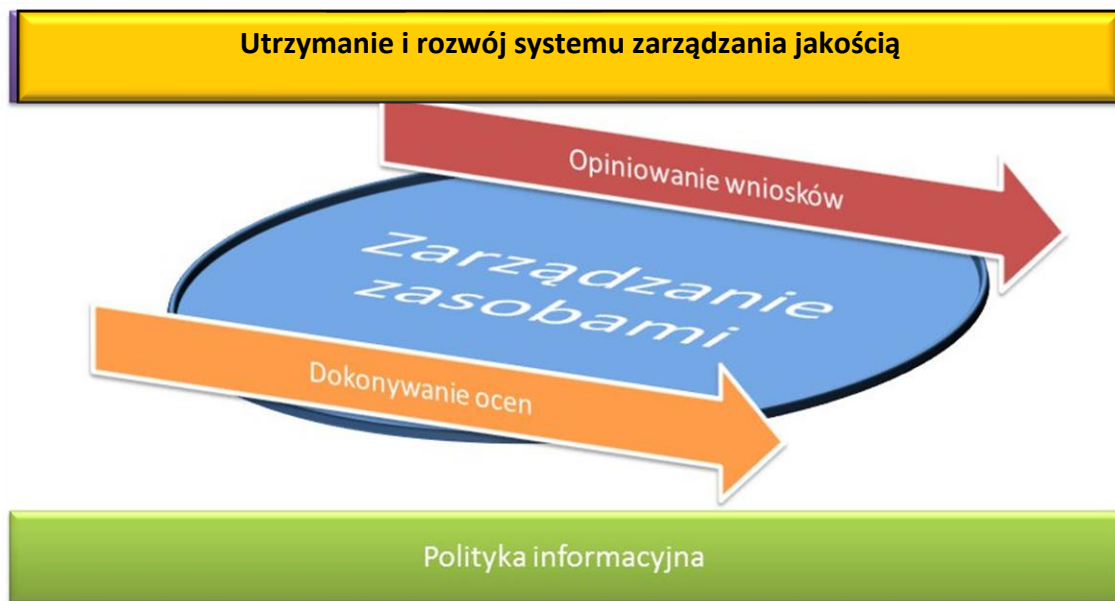 Utrzymanie i rozwój systemu zarządzania jakością
Opiniowanie wniosków
Zarządzanie
zasobami
Dokonywanie ocen
Polityka informacyjna